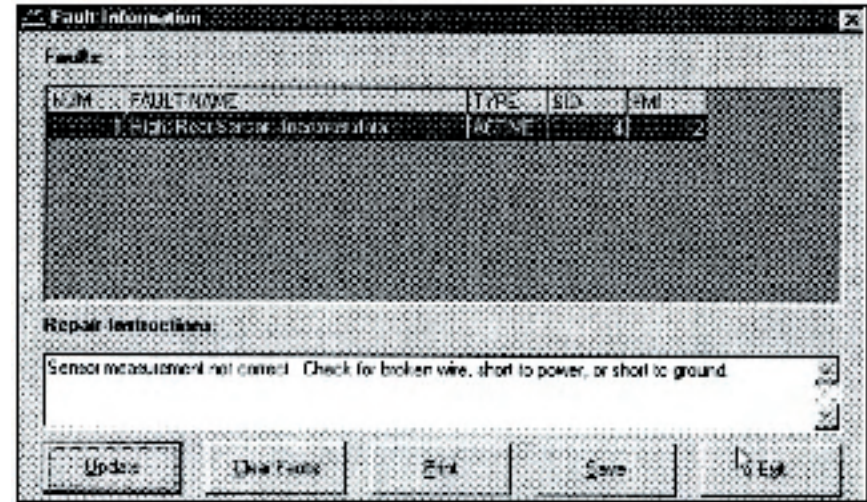 Fault Information
Faults:
NUM FAULT NAME TYPE SID FMI
1 Right Rear Sensor: Incorrect data ACTIVE 4 2
Repair Instructions:
Sensor measurement not correct. Check for broken wire, short to power, or short to ground.
Update Clear Faults Print Save Exit